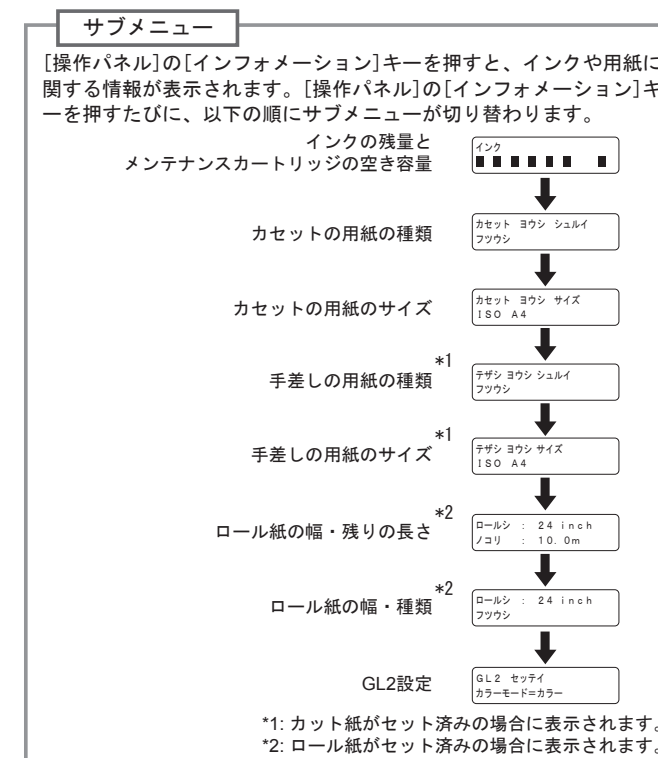 サブメニュー
[操作パネル]の[インフォメーション]キーを押すと、インクや用紙に
関する情報が表示されます。[操作パネル]の[インフォメーション]キ
ーを押すたびに、以下の順にサブメニューが切り替わります。
インクの残量と
メンテナンスカートリッジの空き容量
インク
カセットの用紙の種類
カセット ヨウシ シュルイ
フツウシ
カセットの用紙のサイズ
カセット ヨウシ サイズ
ISO A4
手差しの用紙の種類 *1
テザシ ヨウシ シュルイ
フツウシ
手差しの用紙のサイズ *1
テザシ ヨウシ サイズ
ISO A4
ロール紙の幅・残りの長さ *2
ロールシ : 24 inch
ノコリ : 10.0m
ロール紙の幅・種類 *2
ロールシ : 24 inch
フツウシ
GL2設定
GL2 セッテイ
カラーモード=カラー
*1: カット紙がセット済みの場合に表示されます。
*2: ロール紙がセット済みの場合に表示されます。